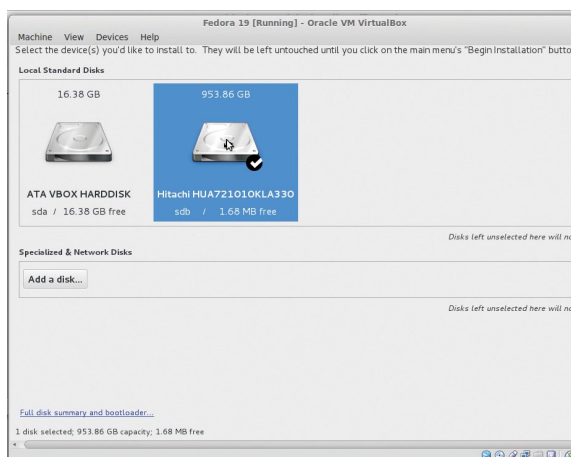 Fedora 19 [Running] - Oracle VM VirtualBox
Machine View Devices Help
Select the device(s) you'd like to install to. They will be left untouched until you click on the main menu's "Begin Installation" butto
Local Standard Disks
16.38 GB
ATA VBOX HARDDISK
sda / 16.38 GB free
953.86 GB
Hitachi HUA721010KLA330
sdb / 1.68 MB free
Disks left unselected here will no
Specialized & Network Disks
Add a disk...
Disks left unselected here will no
Full disk summary and bootloader...
1 disk selected; 953.86 GB capacity; 1.68 MB free